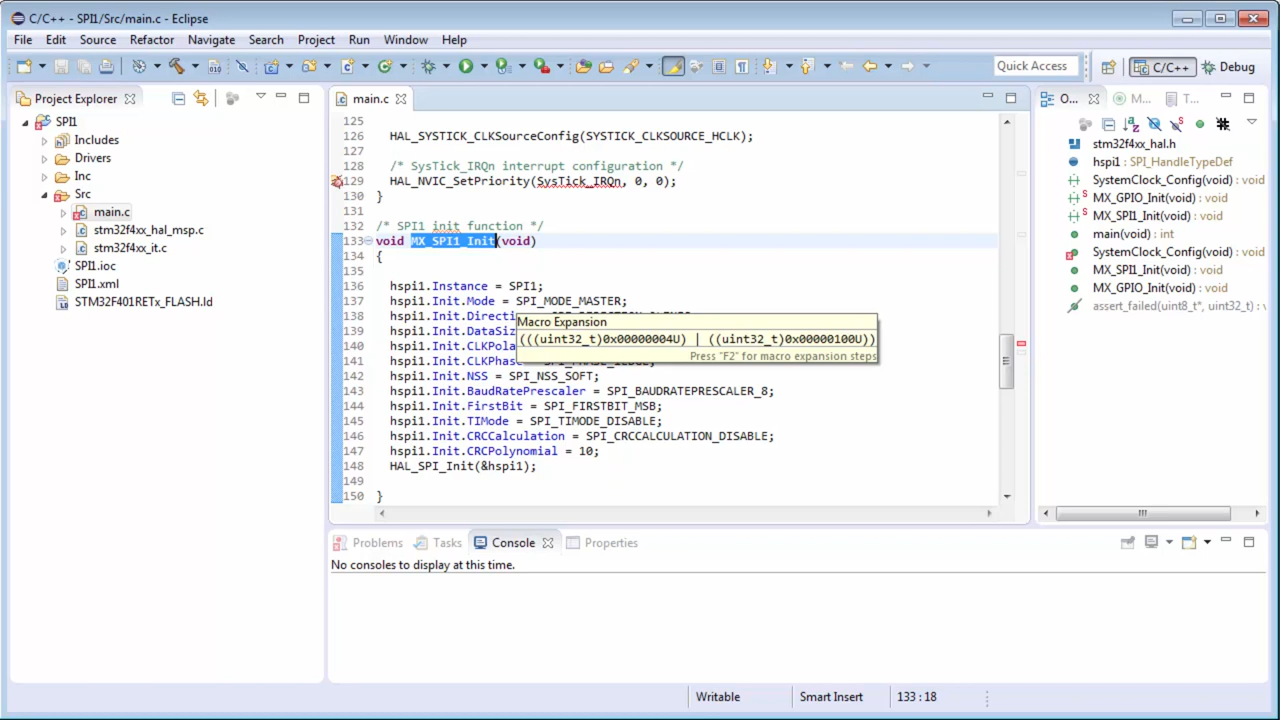 C/C++ - SPI1/Src/main.c - Eclipse
File Edit Source Refactor Navigate Search Project Run Window Help
Quick Access
C/C++
Debug
Project Explorer
SPI1
Includes
Drivers
Inc
Src
main.c
stm32f4xx_hal_msp.c
stm32f4xx_it.c
SPI1.ioc
SPI1.xml
STM32F401RETx_FLASH.ld
main.c
125
126 HAL_SYSTICK_CLKSourceConfig(SYSTICK_CLKSOURCE_HCLK);
127
128 /* SysTick_IRQn interrupt configuration */
129 HAL_NVIC_SetPriority(SysTick_IRQn, 0, 0);
130 }
131
132 /* SPI1 init function */
133 void MX_SPI1_Init(void)
134 {
135
136 hspi1.Instance = SPI1;
137 hspi1.Init.Mode = SPI_MODE_MASTER;
138 hspi1.Init.Directi
139 hspi1.Init.DataSiz
140 hspi1.Init.CLKPola
141 hspi1.Init.CLKPhas
142 hspi1.Init.NSS = SPI_NSS_SOFT;
143 hspi1.Init.BaudRatePrescaler = SPI_BAUDRATEPRESCALER_8;
144 hspi1.Init.FirstBit = SPI_FIRSTBIT_MSB;
145 hspi1.Init.TIMode = SPI_TIMODE_DISABLE;
146 hspi1.Init.CRCCalculation = SPI_CRCCALCULATION_DISABLE;
147 hspi1.Init.CRCPolynomial = 10;
148 HAL_SPI_Init(&hspi1);
149
150 }
Macro Expansion
(((uint32_t)0x00000004U) | ((uint32_t)0x00000100U))
Press "F2" for macro expansion steps
O... M... T...
stm32f4xx_hal.h
hspi1 : SPI_HandleTypeDef
SystemClock_Config(void) : void
MX_GPIO_Init(void) : void
MX_SPI1_Init(void) : void
main(void) : int
SystemClock_Config(void) : void
MX_SPI1_Init(void) : void
MX_GPIO_Init(void) : void
assert_failed(uint8_t*, uint32_t) : v
Problems Tasks Console Properties
No consoles to display at this time.
Writable Smart Insert 133 : 18